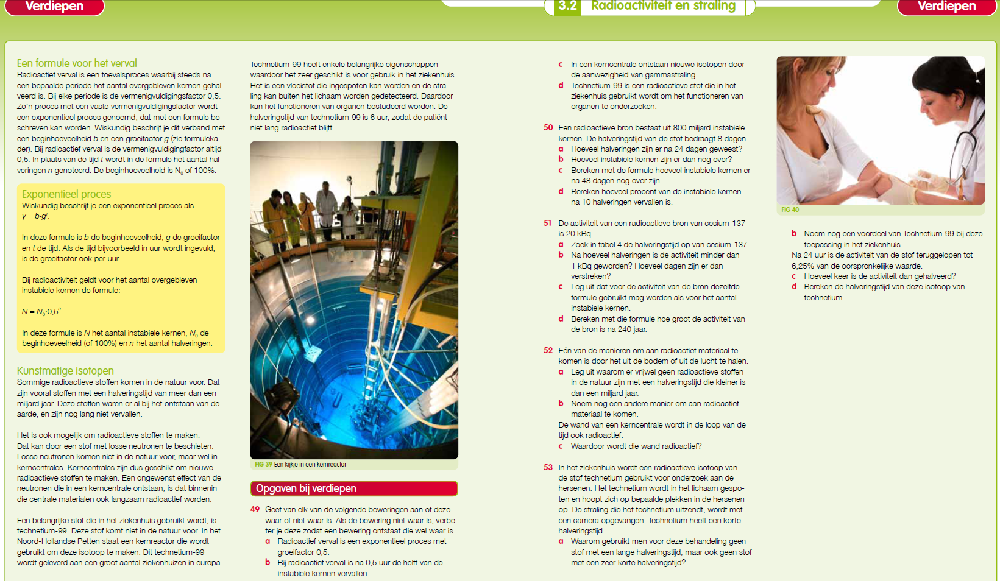 Verdiepen
3.2 Radioactiviteit en straling
Verdiepen
Een formule voor het verval
Radioactief verval is een toevalsproces waarbij steeds na
een bepaalde periode het aantal overgebleven kernen gehal-
veerd is. Bij elke periode is de vermenigvuldigingsfactor 0,5.
Zo'n proces met een vaste vermenigvuldigingsfactor wordt
een exponentieel proces genoemd, dat met een formule be-
schreven kan worden. Wiskundig beschrijf je dit verband met
een beginhoeveelheid b en een groeifactor g (zie formuleka-
der). Bij radioactief verval is de vermenigvuldigingfactor altijd
0,5. In plaats van de tijd t wordt in de formule het aantal hal-
veringen n genoteerd. De beginhoeveelheid is N₀ of 100%.
Exponentieel proces
Wiskundig beschrijf je een exponentieel proces als
y = b·gᵗ.
In deze formule is b de beginhoeveelheid, g de groeifactor
en t de tijd. Als de tijd bijvoorbeeld in uur wordt ingevuld,
is de groeifactor ook per uur.
Bij radioactiviteit geldt voor het aantal overgebleven
instabiele kernen de formule:
N = N₀·0,5ⁿ
In deze formule is N het aantal instabiele kernen, N₀ de
beginhoeveelheid (of 100%) en n het aantal halveringen.
Kunstmatige isotopen
Sommige radioactieve stoffen komen in de natuur voor. Dat
zijn vooral stoffen met een halveringstijd van meer dan een
miljard jaar. Deze stoffen waren er al bij het ontstaan van de
aarde, en zijn nog lang niet vervallen.
Het is ook mogelijk om radioactieve stoffen te maken.
Dat kan door een stof met losse neutronen te beschieten.
Losse neutronen komen niet in de natuur voor, maar wel in
kerncentrales. Kerncentrales zijn dus geschikt om nieuwe
radioactieve stoffen te maken. Een ongewenst effect van de
neutronen die in een kerncentrale ontstaan, is dat binnenin
die centrale materialen ook langzaam radioactief worden.
Een belangrijke stof die in het ziekenhuis gebruikt wordt, is
technetium-99. Deze stof komt niet in de natuur voor. In het
Noord-Hollandse Petten staat een kernreactor die wordt
gebruikt om deze isotoop te maken. Dit technetium-99
wordt geleverd aan een groot aantal ziekenhuizen in europa.
Technetium-99 heeft enkele belangrijke eigenschappen
waardoor het zeer geschikt is voor gebruik in het ziekenhuis.
Het is een vloeistof die ingespoten kan worden en de stra-
ling kan buiten het lichaam worden gedetecteerd. Daardoor
kan het functioneren van organen bestudeerd worden. De
halveringstijd van technetium-99 is 6 uur, zodat de patiënt
niet lang radioactief blijft.
FIG 39 Een kijkje in een kernreactor
Opgaven bij verdiepen
49 Geef van elk van de volgende beweringen aan of deze
waar of niet waar is. Als de bewering niet waar is, verbe-
ter je deze zodat een bewering ontstaat die wel waar is.
a Radioactief verval is een exponentieel proces met
groeifactor 0,5.
b Bij radioactief verval is na 0,5 uur de helft van de
instabiele kernen vervallen.
c In een kerncentrale ontstaan nieuwe isotopen door
de aanwezigheid van gammastraling.
d Technetium-99 is een radioactieve stof die in het
ziekenhuis gebruikt wordt om het functioneren van
organen te onderzoeken.
50 Een radioactieve bron bestaat uit 800 miljard instabiele
kernen. De halveringstijd van de stof bedraagt 8 dagen.
a Hoeveel halveringen zijn er na 24 dagen geweest?
b Hoeveel instabiele kernen zijn er dan nog over?
c Bereken met de formule hoeveel instabiele kernen er
na 48 dagen nog over zijn.
d Bereken hoeveel procent van de instabiele kernen
na 10 halveringen vervallen is.
51 De activiteit van een radioactieve bron van cesium-137
is 20 kBq.
a Zoek in tabel 4 de halveringstijd op van cesium-137.
b Na hoeveel halveringen is de activiteit minder dan
1 kBq geworden? Hoeveel dagen zijn er dan
verstreken?
c Leg uit dat voor de activiteit van de bron dezelfde
formule gebruikt mag worden als voor het aantal
instabiele kernen.
d Bereken met die formule hoe groot de activiteit van
de bron is na 240 jaar.
52 Eén van de manieren om aan radioactief materiaal te
komen is door het uit de bodem of uit de lucht te halen.
a Leg uit waarom er vrijwel geen radioactieve stoffen
in de natuur zijn met een halveringstijd die kleiner is
dan een miljard jaar.
b Noem nog een andere manier om aan radioactief
materiaal te komen.
De wand van een kerncentrale wordt in de loop van de
tijd ook radioactief.
c Waardoor wordt die wand radioactief?
53 In het ziekenhuis wordt een radioactieve isotoop van
de stof technetium gebruikt voor onderzoek aan de
hersenen. Het technetium wordt in het lichaam gespo-
ten en hoopt zich op bepaalde plekken in de hersenen
op. De straling die het technetium uitzendt, wordt met
een camera opgevangen. Technetium heeft een korte
halveringstijd.
a Waarom gebruikt men voor deze behandeling geen
stof met een lange halveringstijd, maar ook geen stof
met een zeer korte halveringstijd?
FIG 40
b Noem nog een voordeel van Technetium-99 bij deze
toepassing in het ziekenhuis.
Na 24 uur is de activiteit van de stof teruggelopen tot
6,25% van de oorspronkelijke waarde.
c Hoeveel keer is de activiteit dan gehalveerd?
d Bereken de halveringstijd van deze isotoop van
technetium.